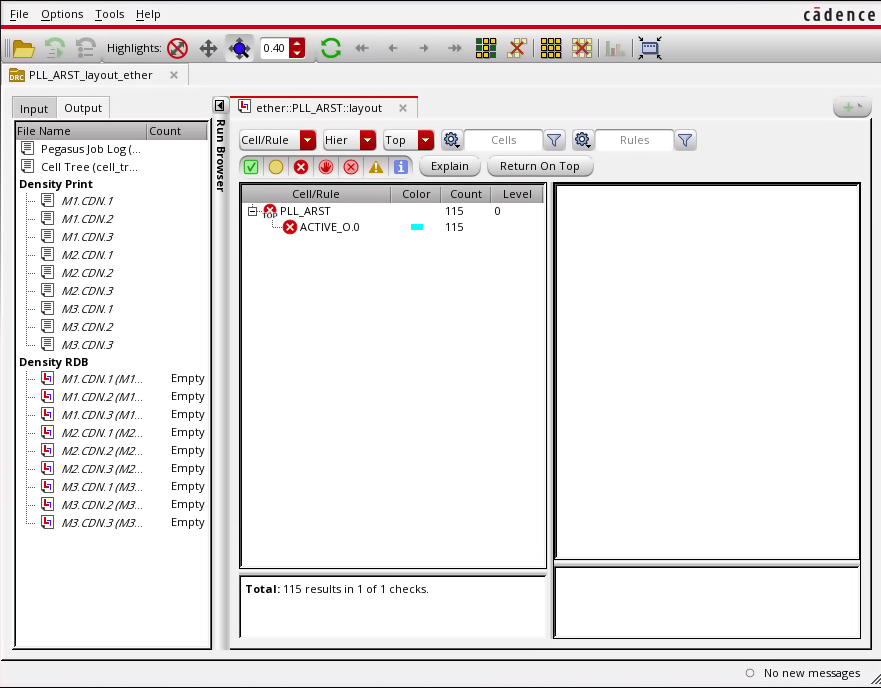 File Options Tools Help
cādence
Highlights: 0.40
DRC PLL_ARST_layout_ether
Input Output
File Name Count
Pegasus Job Log (...
Cell Tree (cell_tr...
Density Print
M1.CDN.1
M1.CDN.2
M1.CDN.3
M2.CDN.1
M2.CDN.2
M2.CDN.3
M3.CDN.1
M3.CDN.2
M3.CDN.3
Density RDB
M1.CDN.1 (M1... Empty
M1.CDN.2 (M1... Empty
M1.CDN.3 (M1... Empty
M2.CDN.1 (M2... Empty
M2.CDN.2 (M2... Empty
M2.CDN.3 (M2... Empty
M3.CDN.1 (M3... Empty
M3.CDN.2 (M3... Empty
M3.CDN.3 (M3... Empty
Run Browser
ether::PLL_ARST::layout
Cell/Rule Hier Top Cells Rules
Explain Return On Top
Cell/Rule Color Count Level
TOP PLL_ARST 115 0
ACTIVE_O.0 115
Total: 115 results in 1 of 1 checks.
No new messages